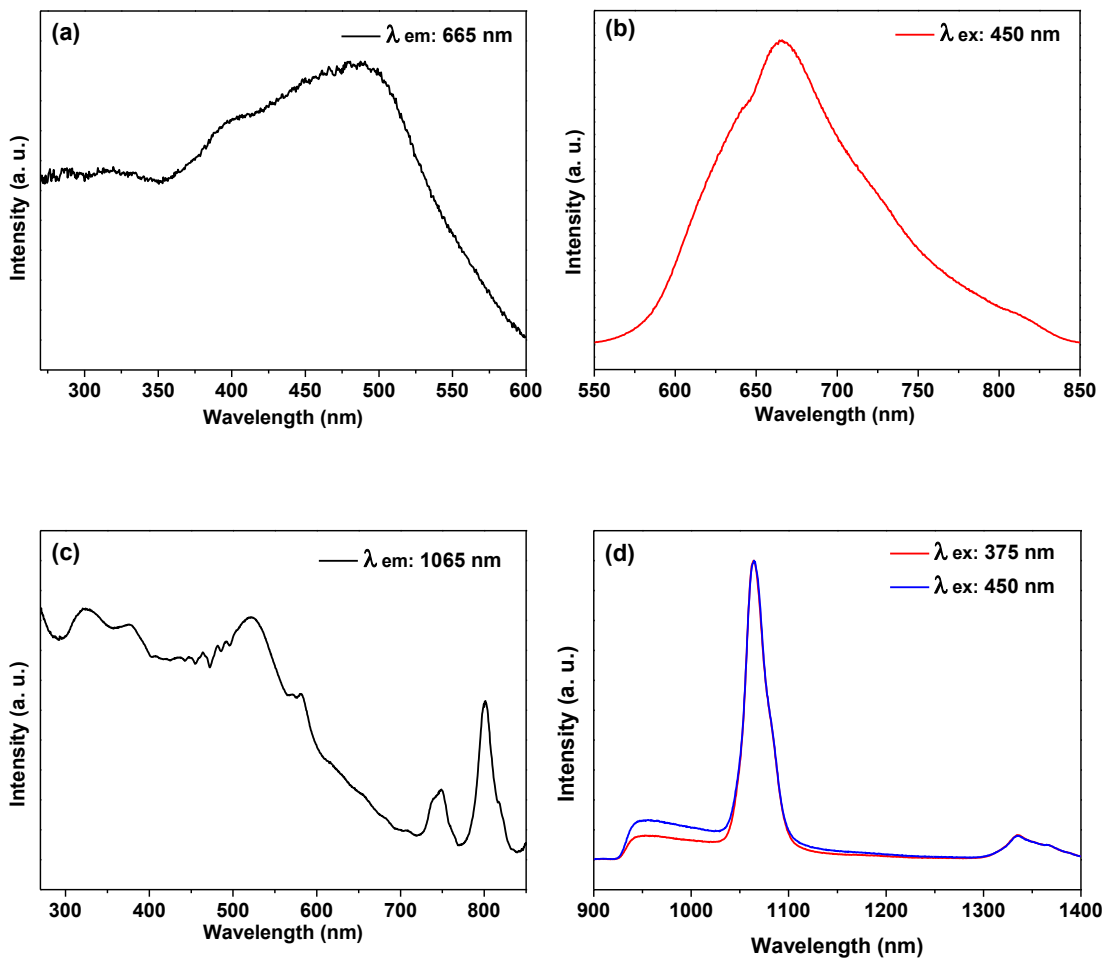 (a)
λ em: 665 nm
Intensity (a. u.)
300 350 400 450 500 550 600
Wavelength (nm)
(b)
λ ex: 450 nm
Intensity (a. u.)
550 600 650 700 750 800 850
Wavelength (nm)
(c)
λ em: 1065 nm
Intensity (a. u.)
300 400 500 600 700 800
Wavelength (nm)
(d)
λ ex: 375 nm
λ ex: 450 nm
Intensity (a. u.)
900 1000 1100 1200 1300 1400
Wavelength (nm)